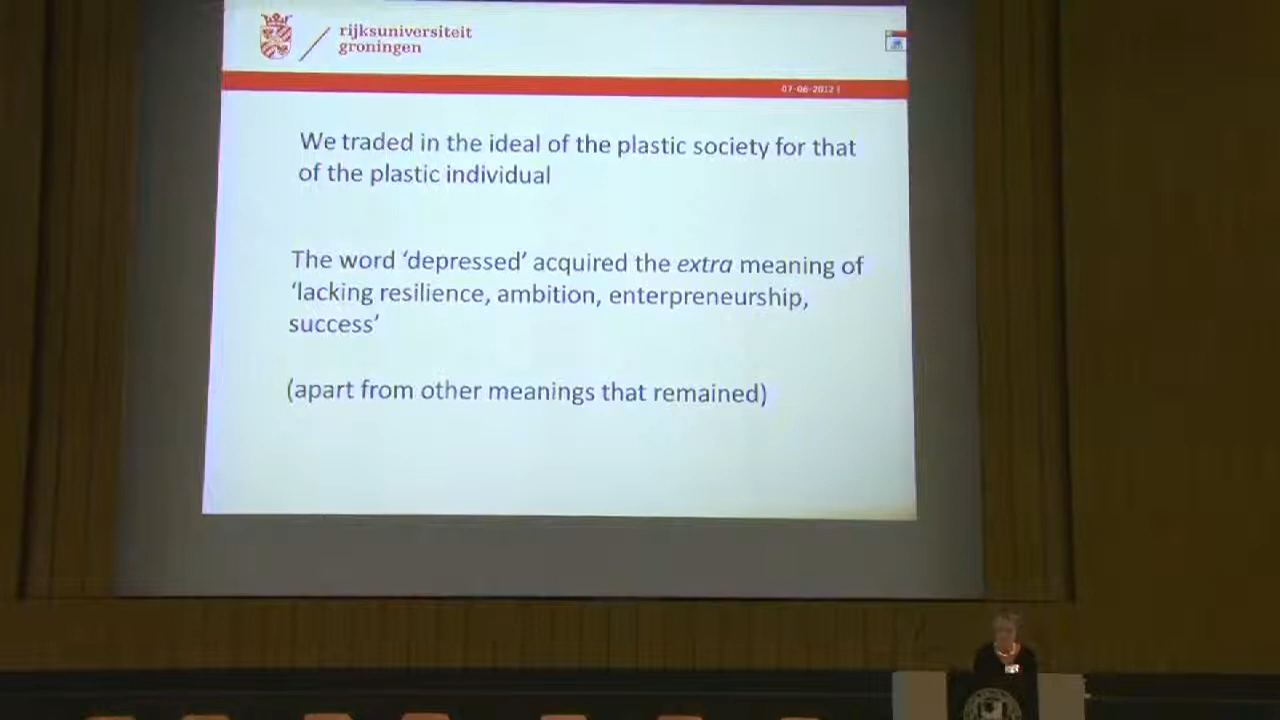 rijksuniversiteit
groningen
07-06-2012 |
We traded in the ideal of the plastic society for that
of the plastic individual
The word ‘depressed’ acquired the extra meaning of
‘lacking resilience, ambition, enterpreneurship,
success’
(apart from other meanings that remained)